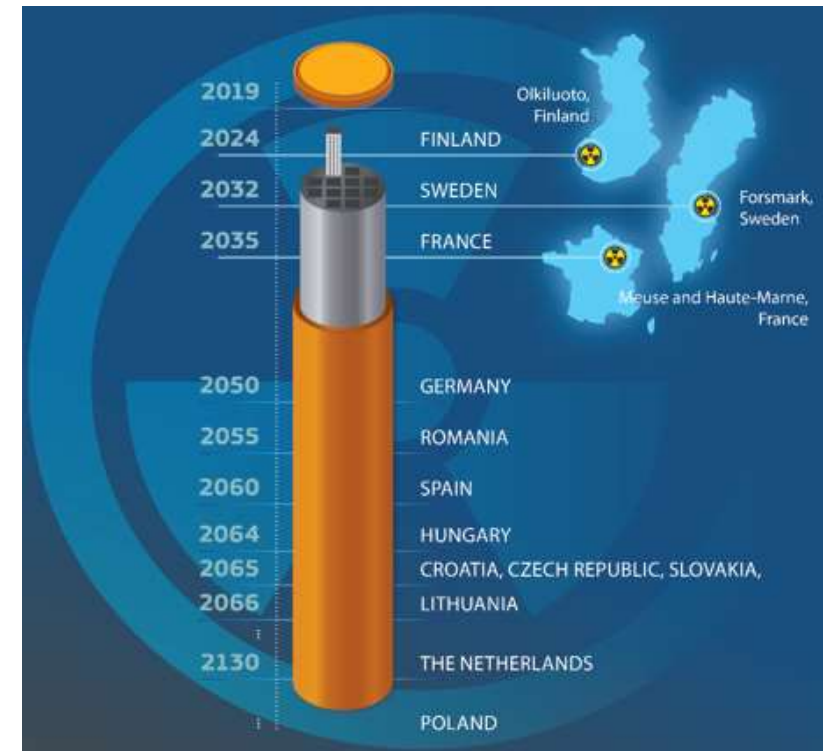 2019
Olkiluoto,
Finland
2024 FINLAND
2032 SWEDEN
Forsmark,
Sweden
2035 FRANCE
Meuse and Haute-Marne,
France
2050 GERMANY
2055 ROMANIA
2060 SPAIN
2064 HUNGARY
2065 CROATIA, CZECH REPUBLIC, SLOVAKIA,
2066 LITHUANIA
2130 THE NETHERLANDS
POLAND